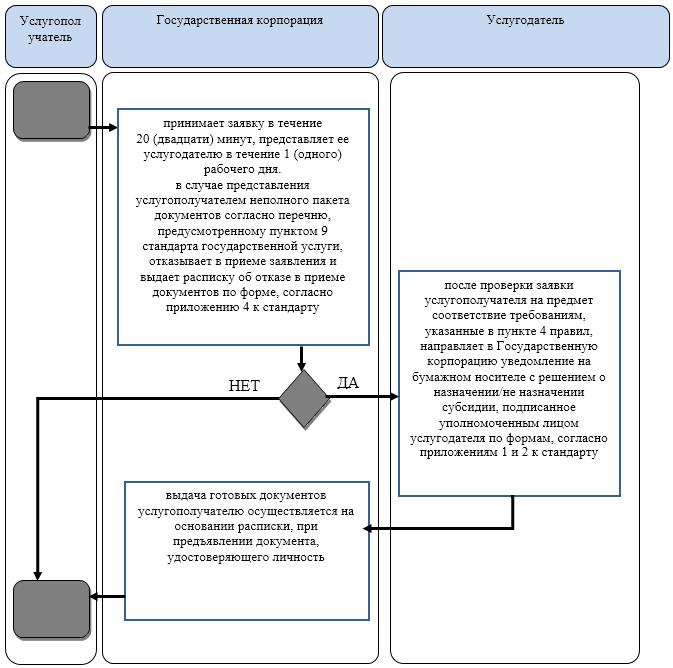 Услугопол
учатель
Государственная корпорация
Услугодатель
принимает заявку в течение
20 (двадцати) минут, представляет ее
услугодателю в течение 1 (одного)
рабочего дня.
в случае представления
услугополучателем неполного пакета
документов согласно перечню,
предусмотренному пунктом 9
стандарта государственной услуги,
отказывает в приеме заявления и
выдает расписку об отказе в приеме
документов по форме, согласно
приложению 4 к стандарту
НЕТ
ДА
после проверки заявки
услугополучателя на предмет
соответствие требованиям,
указанные в пункте 4 правил,
направляет в Государственную
корпорацию уведомление на
бумажном носителе с решением о
назначении/не назначении
субсидии, подписанное
уполномоченным лицом
услугодателя по формам, согласно
приложениям 1 и 2 к стандарту
выдача готовых документов
услугополучателю осуществляется на
основании расписки, при
предъявлении документа,
удостоверяющего личность